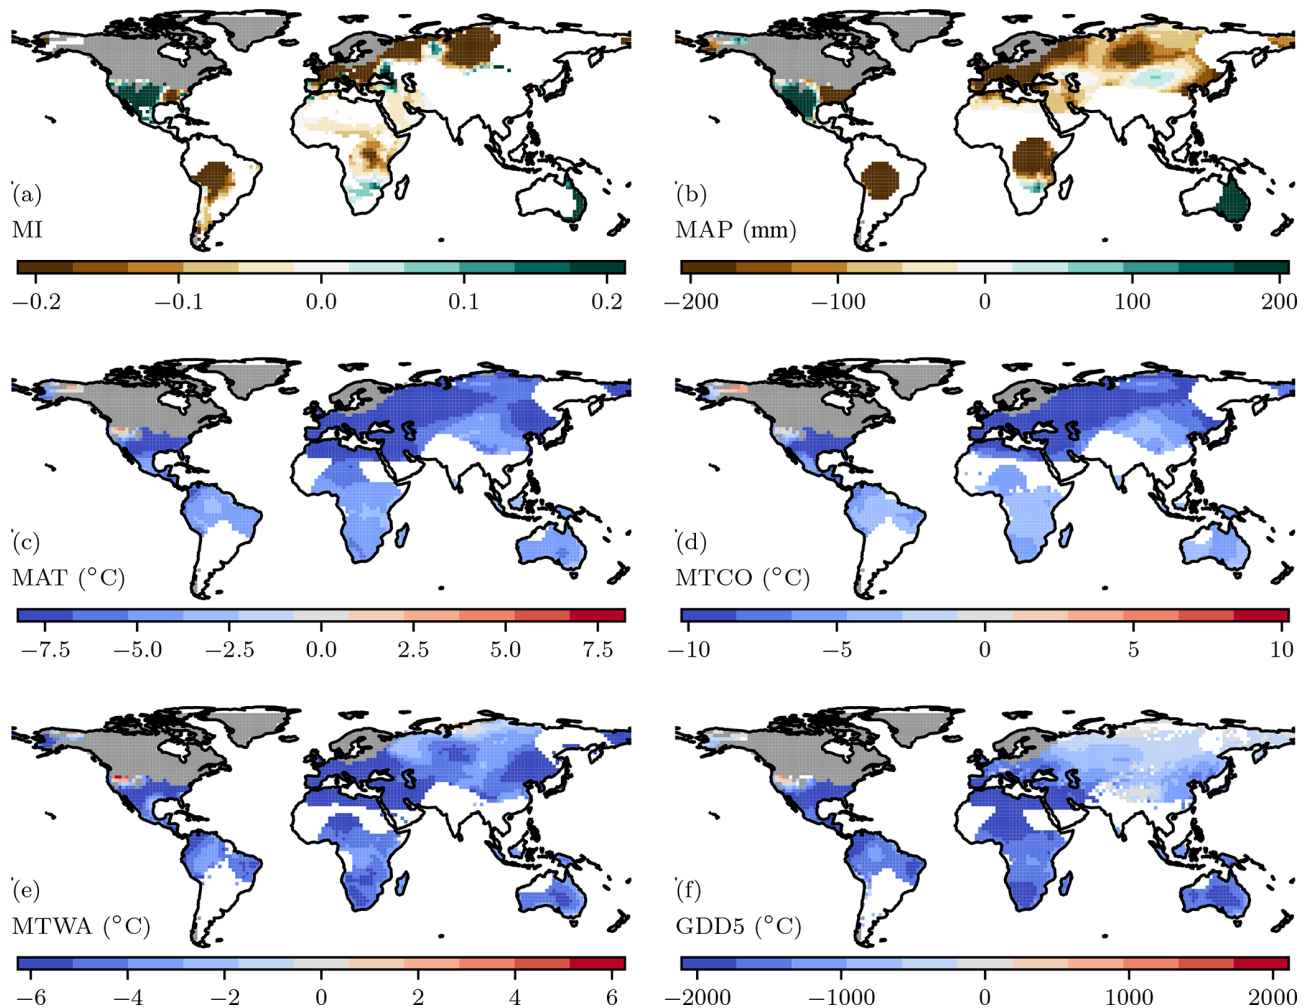 (a)
MI
−0.2 −0.1 0.0 0.1 0.2
(b)
MAP (mm)
−200 −100 0 100 200
(c)
MAT (°C)
−7.5 −5.0 −2.5 0.0 2.5 5.0 7.5
(d)
MTCO (°C)
−10 −5 0 5 10
(e)
MTWA (°C)
−6 −4 −2 0 2 4 6
(f)
GDD5 (°C)
−2000 −1000 0 1000 2000